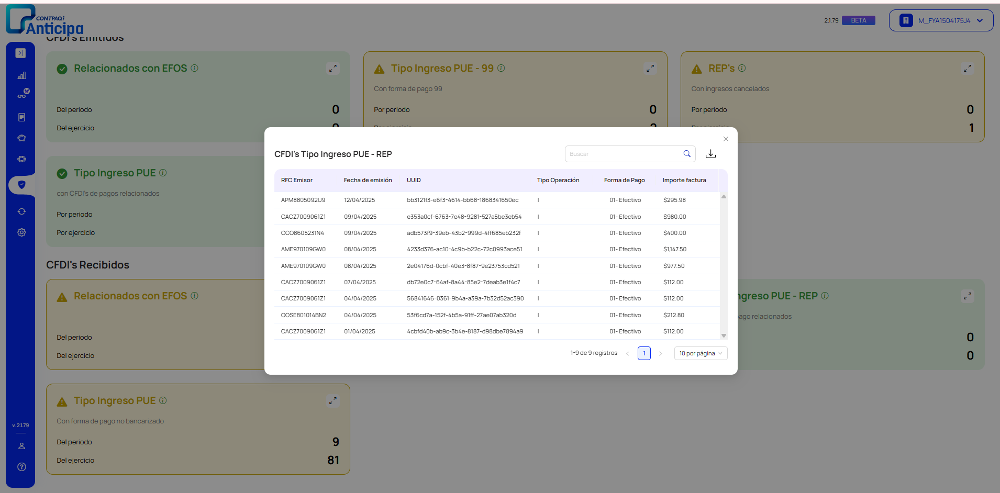 CONTPAQi
Anticipa
2.1.79 BETA M_FYA1504175J4
CFDI's Emitidos
Relacionados con EFOS
Del periodo 0
Del ejercicio 0
Tipo Ingreso PUE - 99
Con forma de pago 99
Por periodo 0
Por ejercicio 2
REP's
Con ingresos cancelados
Por periodo 0
Por ejercicio 1
Tipo Ingreso PUE
con CFDI's de pagos relacionados
Por periodo
Por ejercicio
CFDI's Tipo Ingreso PUE - REP
Buscar
RFC Emisor Fecha de emisión UUID Tipo Operación Forma de Pago Importe factura
APM8805092U9 12/04/2025 bb3121f3-e6f3-4614-bb68-1868341650ec I 01- Efectivo $295.98
CACZ7009061Z1 09/04/2025 e353a0cf-6763-7e48-9281-527a5be3eb54 I 01- Efectivo $980.00
CCO8605231N4 09/04/2025 adb573f9-39eb-43b2-999d-4ff685eb232f I 01- Efectivo $400.00
AME970109GW0 08/04/2025 4233d376-ac10-4c9b-b22c-72c0993ace51 I 01- Efectivo $1,147.50
AME970109GW0 08/04/2025 2e04176d-0cbf-40e3-8f87-9e23753cd521 I 01- Efectivo $977.50
CACZ7009061Z1 07/04/2025 db72e0c7-64af-8a44-85e2-7deab3e1f4c7 I 01- Efectivo $112.00
CACZ7009061Z1 04/04/2025 56841646-0361-9b4a-a39a-7b32d52ac390 I 01- Efectivo $112.00
OOSE801014BN2 04/04/2025 53f6cd7a-152f-4b5a-91ff-27ae07ab320d I 01- Efectivo $212.80
CACZ7009061Z1 01/04/2025 4cbfd40b-ab9c-3b4e-8187-d98dbe7894a9 I 01- Efectivo $112.00
1-9 de 9 registros 1 10 por página
CFDI's Recibidos
Relacionados con EFOS
Del periodo
Del ejercicio
ngreso PUE - REP
pago relacionados
0
0
Tipo Ingreso PUE
Con forma de pago no bancarizado
Del periodo 9
Del ejercicio 81
v. 2.1.79